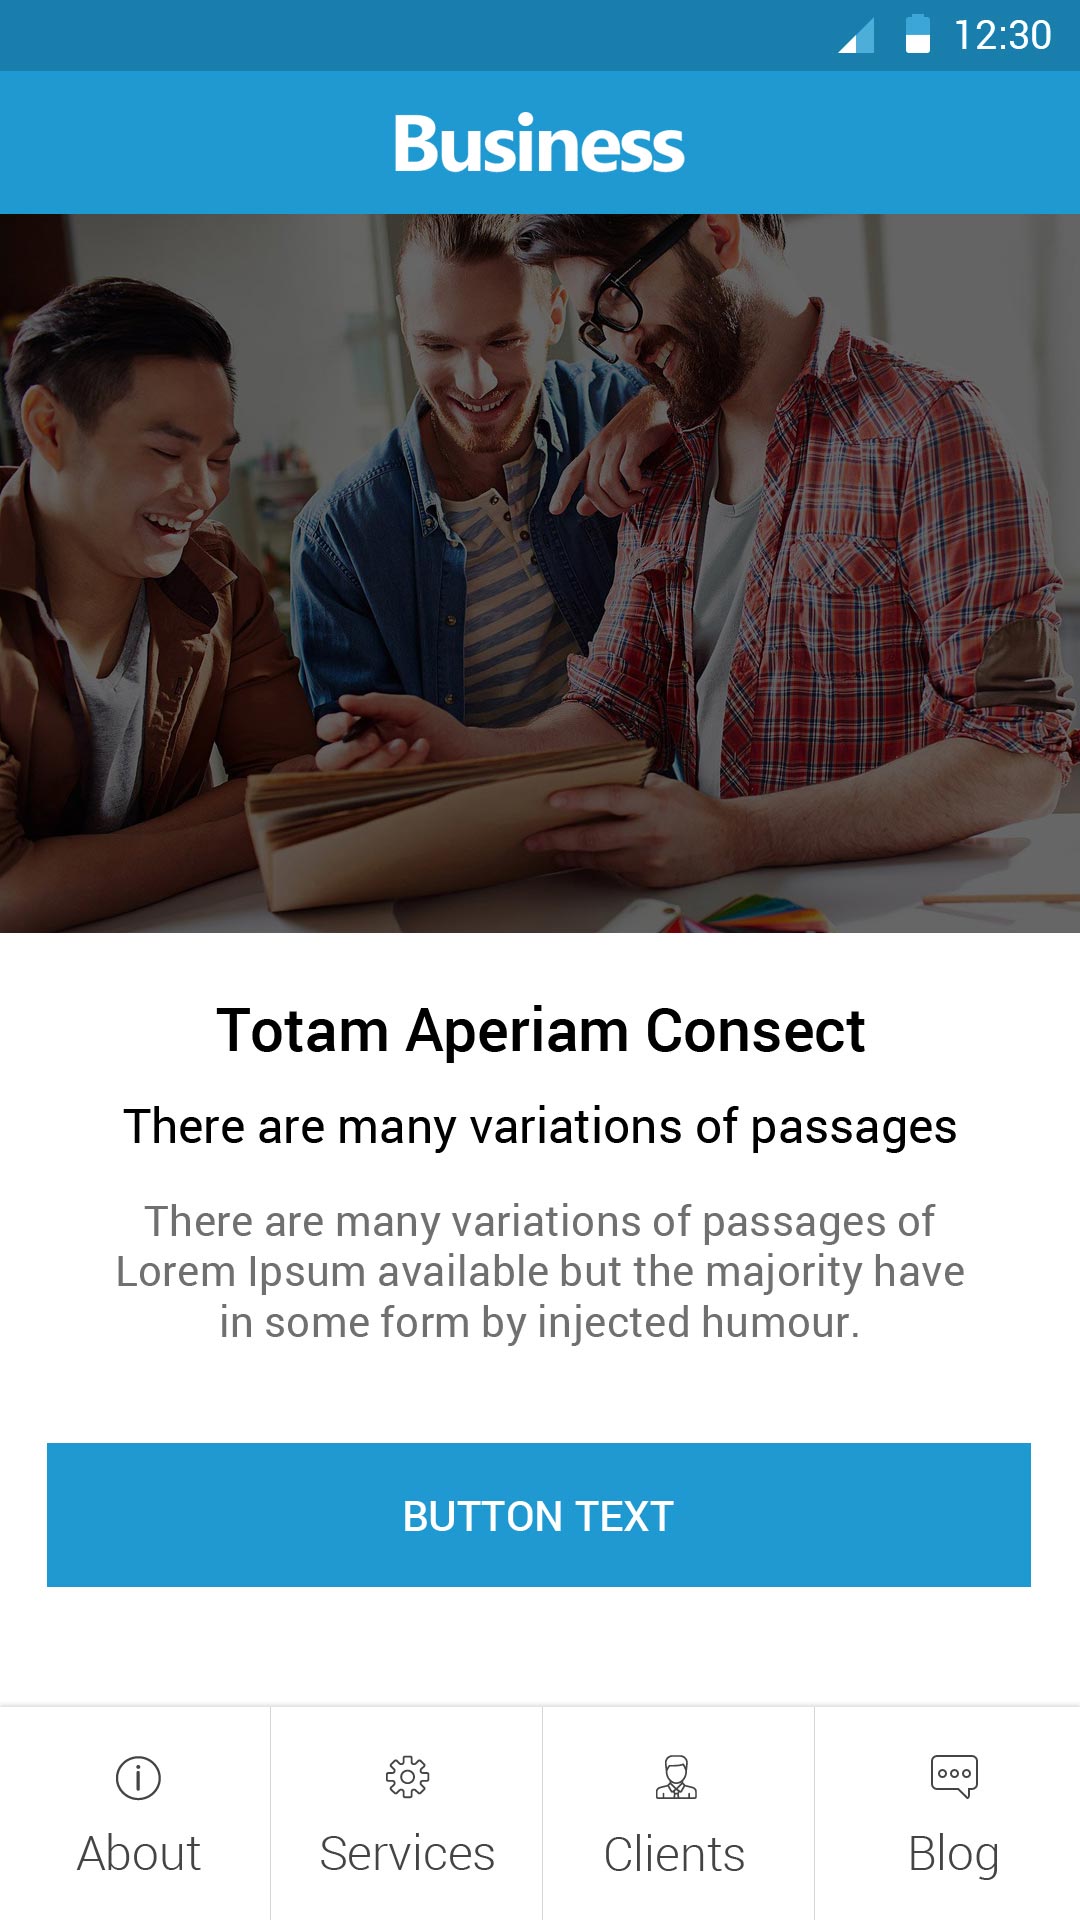 12:30
Business
Totam Aperiam Consect
There are many variations of passages
There are many variations of passages of
Lorem Ipsum available but the majority have
in some form by injected humour.
BUTTON TEXT
About
Services
Clients
Blog